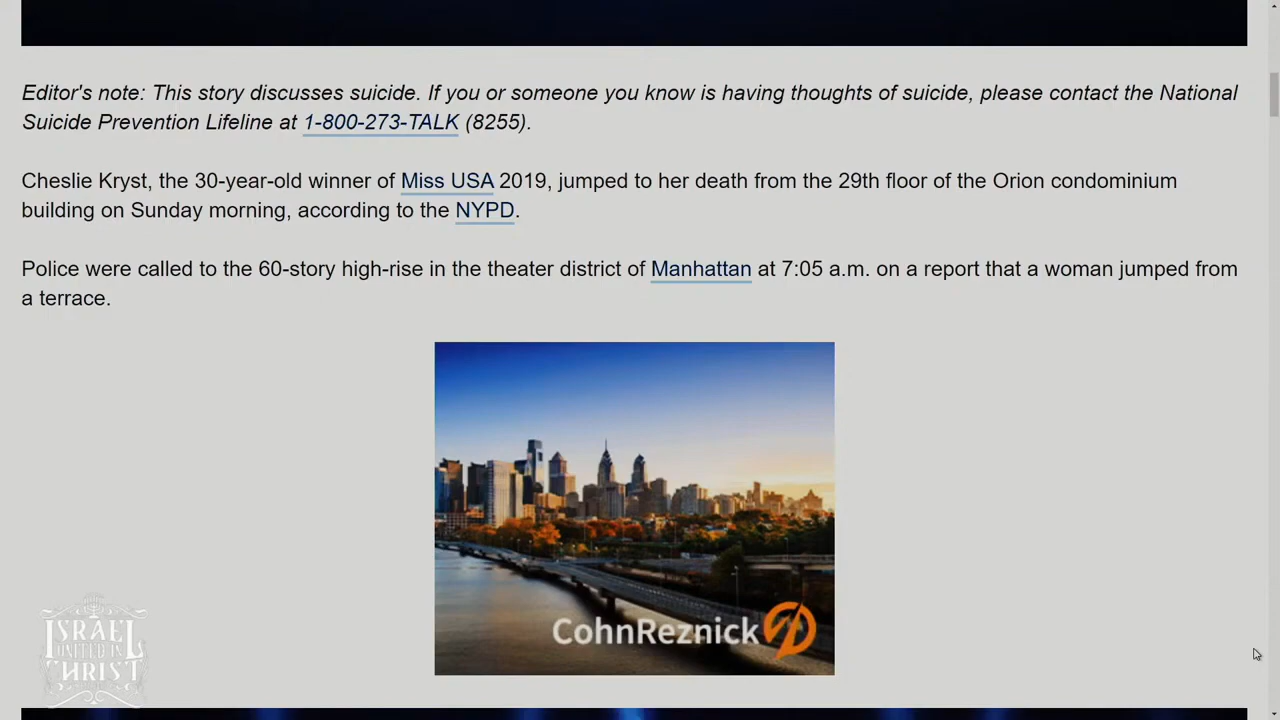 Editor's note: This story discusses suicide. If you or someone you know is having thoughts of suicide, please contact the National
Suicide Prevention Lifeline at 1-800-273-TALK (8255).
Cheslie Kryst, the 30-year-old winner of Miss USA 2019, jumped to her death from the 29th floor of the Orion condominium
building on Sunday morning, according to the NYPD.
Police were called to the 60-story high-rise in the theater district of Manhattan at 7:05 a.m. on a report that a woman jumped from
a terrace.
CohnReznick
ISRAEL
UNITED IN
CHRIST